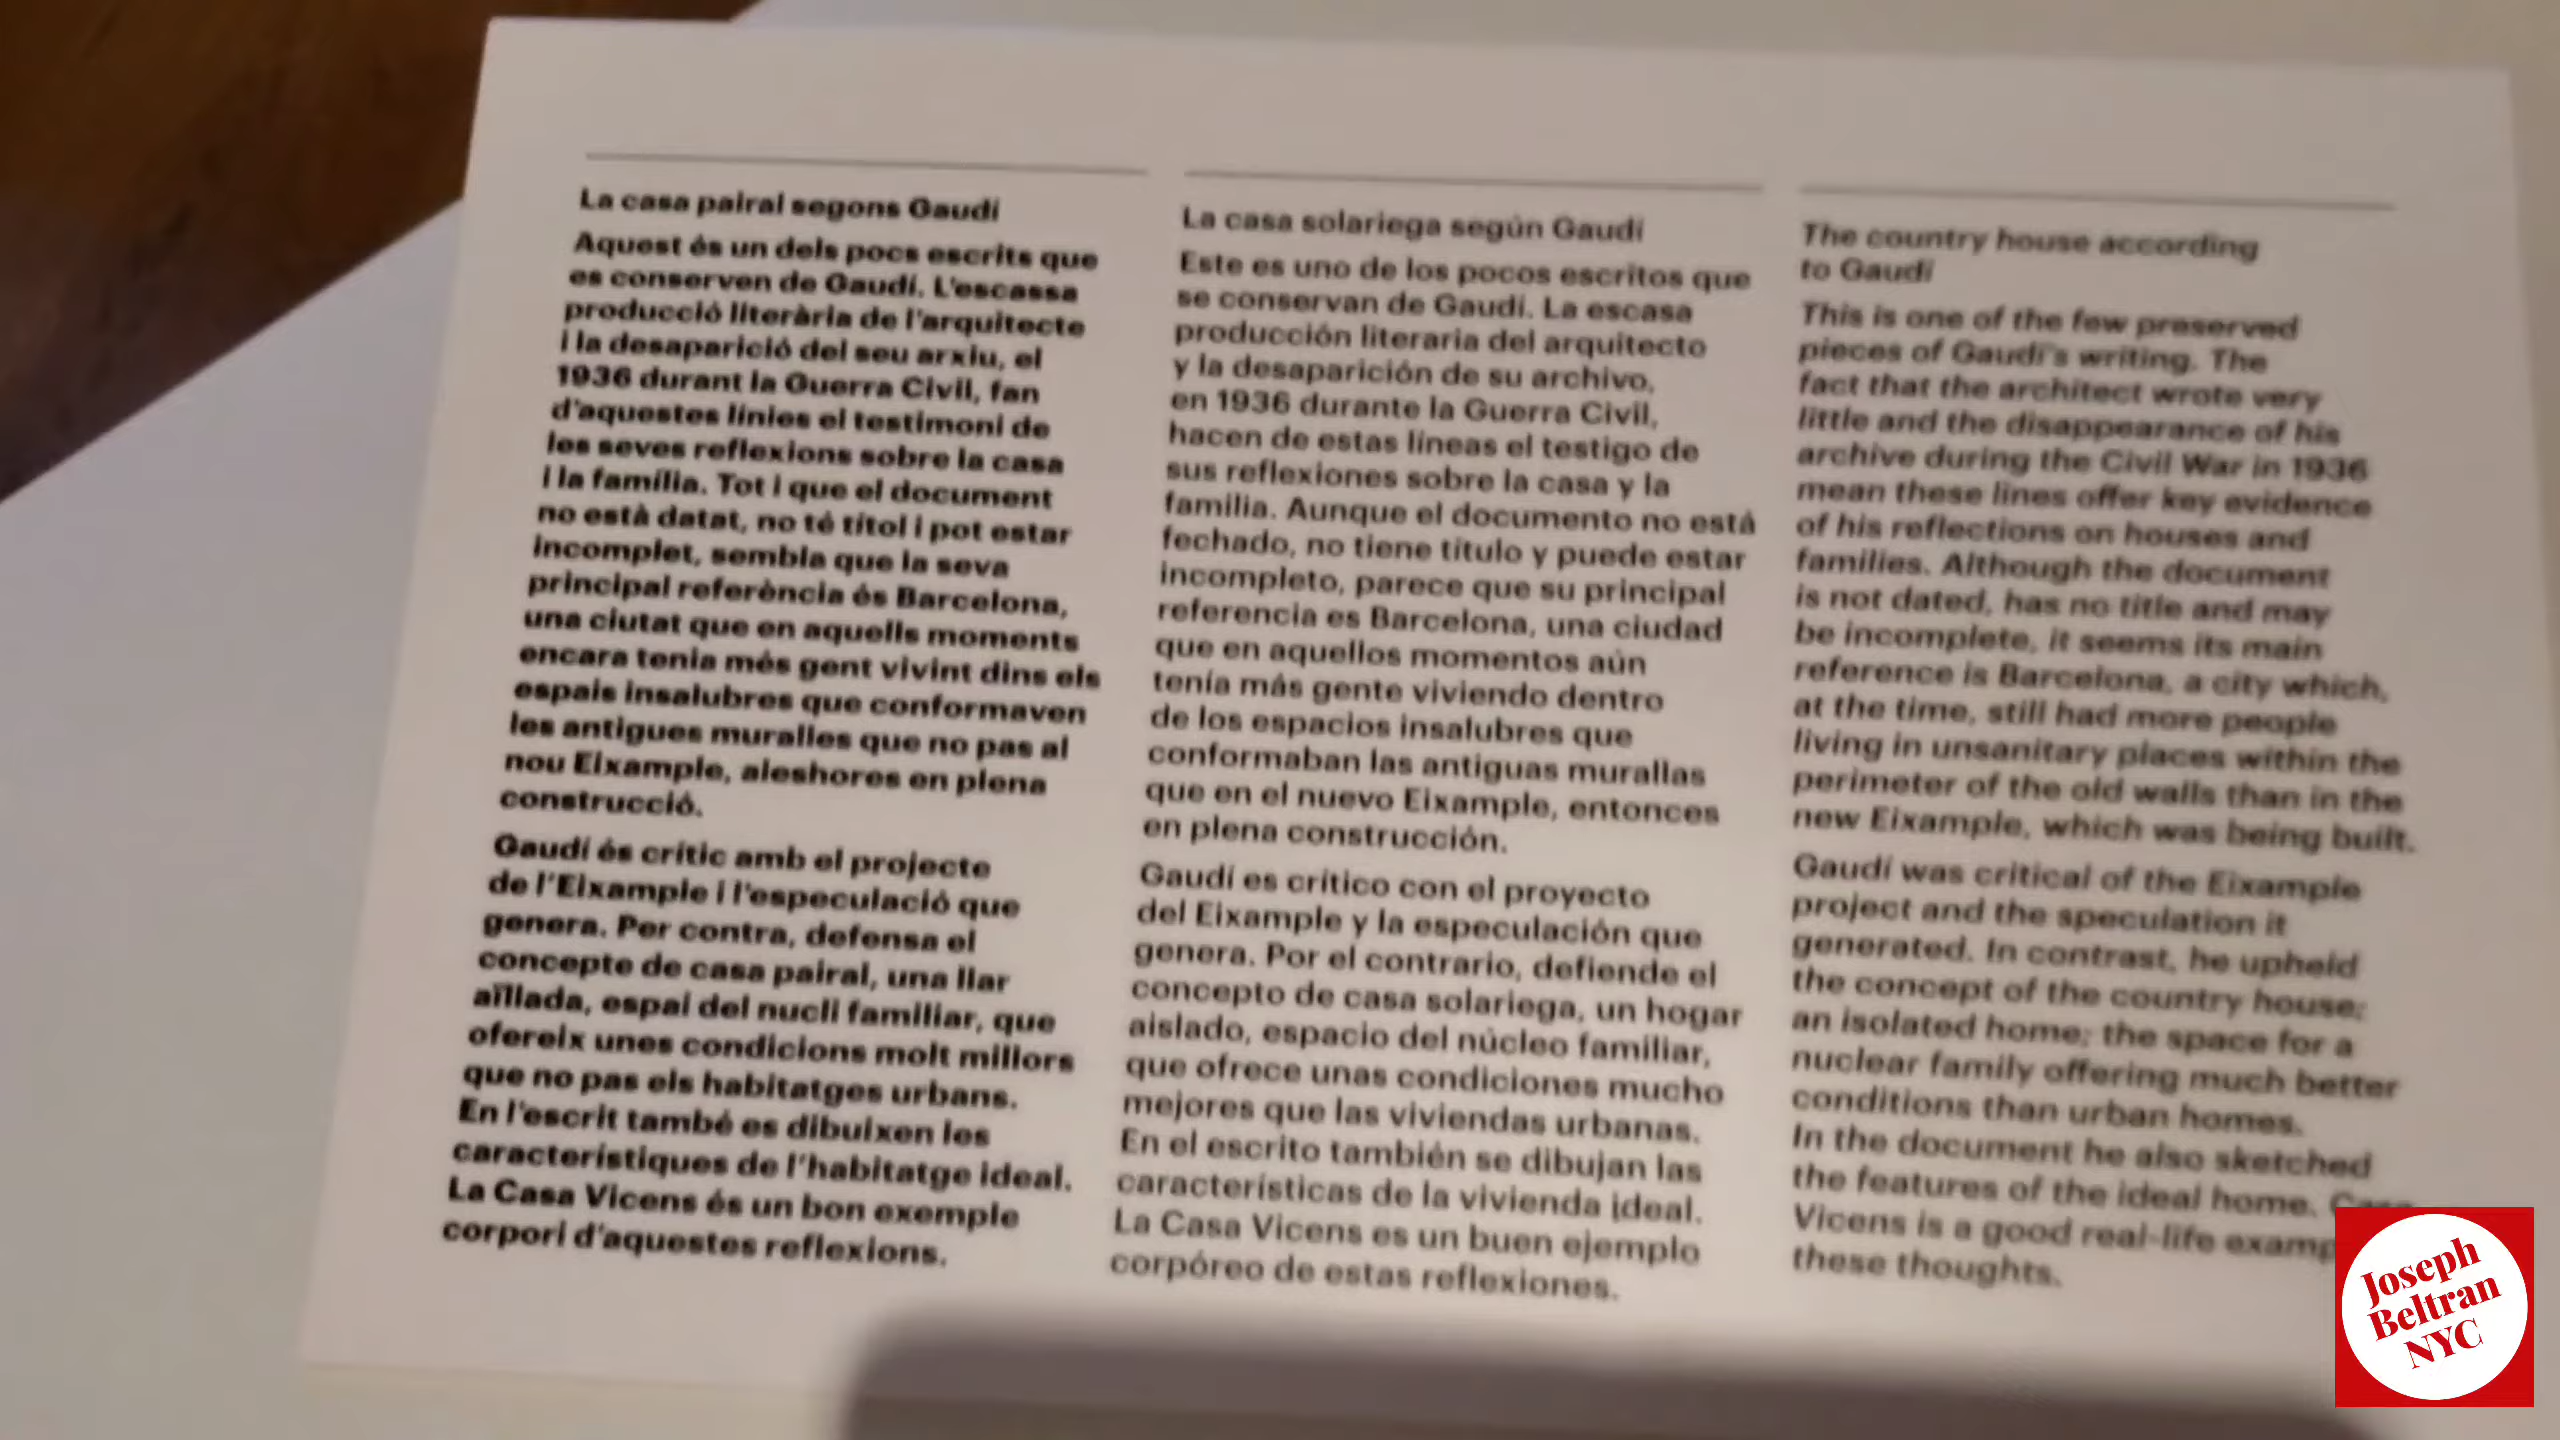 La casa pairal segons Gaudí
Aquest és un dels pocs escrits que
es conserven de Gaudí. L'escassa
producció literària de l'arquitecte
i la desaparició del seu arxiu, el
1936 durant la Guerra Civil, fan
d'aquestes línies el testimoni de
les seves reflexions sobre la casa
i la família. Tot i que el document
no està datat, no té títol i pot estar
incomplet, sembla que la seva
principal referència és Barcelona,
una ciutat que en aquells moments
encara tenia més gent vivint dins els
espais insalubres que conformaven
les antigues muralles que no pas al
nou Eixample, aleshores en plena
construcció.
Gaudí és crític amb el projecte
de l'Eixample i l'especulació que
genera. Per contra, defensa el
concepte de casa pairal, una llar
aïllada, espai del nucli familiar, que
ofereix unes condicions molt millors
que no pas els habitatges urbans.
En l'escrit també es dibuixen les
característiques de l'habitatge ideal.
La Casa Vicens és un bon exemple
corpori d'aquestes reflexions.
La casa solariega según Gaudí
Este es uno de los pocos escritos que
se conservan de Gaudí. La escasa
producción literaria del arquitecto
y la desaparición de su archivo,
en 1936 durante la Guerra Civil,
hacen de estas líneas el testigo de
sus reflexiones sobre la casa y la
familia. Aunque el documento no está
fechado, no tiene título y puede estar
incompleto, parece que su principal
referencia es Barcelona, una ciudad
que en aquellos momentos aún
tenía más gente viviendo dentro
de los espacios insalubres que
conformaban las antiguas murallas
que en el nuevo Eixample, entonces
en plena construcción.
Gaudí es crítico con el proyecto
del Eixample y la especulación que
genera. Por el contrario, defiende el
concepto de casa solariega, un hogar
aislado, espacio del núcleo familiar,
que ofrece unas condiciones mucho
mejores que las viviendas urbanas.
En el escrito también se dibujan las
características de la vivienda ideal.
La Casa Vicens es un buen ejemplo
corpóreo de estas reflexiones.
The country house according
to Gaudí
This is one of the few preserved
pieces of Gaudí's writing. The
fact that the architect wrote very
little and the disappearance of his
archive during the Civil War in 1936
mean these lines offer key evidence
of his reflections on houses and
families. Although the document
is not dated, has no title and may
be incomplete, it seems its main
reference is Barcelona, a city which,
at the time, still had more people
living in unsanitary places within the
perimeter of the old walls than in the
new Eixample, which was being built.
Gaudí was critical of the Eixample
project and the speculation it
generated. In contrast, he upheld
the concept of the country house;
an isolated home; the space for a
nuclear family offering much better
conditions than urban homes.
In the document he also sketched
the features of the ideal home. Casa
Vicens is a good real-life examp
these thoughts.
Joseph
Beltran
NYC